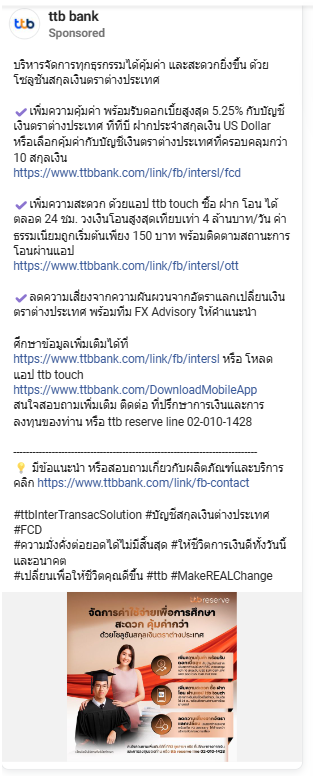 ttb bank
Sponsored
บริหารจัดการทุกธุรกรรมได้คุ้มค่า และสะดวกยิ่งขึ้น ด้วย
โซลูชันสกุลเงินตราต่างประเทศ
✔️เพิ่มความคุ้มค่า พร้อมรับดอกเบี้ยสูงสุด 5.25% กับบัญชี
เงินตราต่างประเทศ ทีทีบี ฝากประจำสกุลเงิน US Dollar
หรือเลือกคุ้มค่ากับบัญชีเงินตราต่างประเทศที่ครอบคลุมกว่า
10 สกุลเงิน
https://www.ttbbank.com/link/fb/intersl/fcd
✔️เพิ่มความสะดวก ด้วยแอป ttb touch ซื้อ ฝาก โอน ได้
ตลอด 24 ชม. วงเงินโอนสูงสุดเทียบเท่า 4 ล้านบาท/วัน ค่า
ธรรมเนียมถูกเริ่มต้นเพียง 150 บาท พร้อมติดตามสถานะการ
โอนผ่านแอป
https://www.ttbbank.com/link/fb/intersl/ott
✔️ลดความเสี่ยงจากความผันผวนจากอัตราแลกเปลี่ยนเงิน
ตราต่างประเทศ พร้อมทีม FX Advisory ให้คำแนะนำ
ศึกษาข้อมูลเพิ่มเติมได้ที่
https://www.ttbbank.com/link/fb/intersl หรือ โหลด
แอป ttb touch
https://www.ttbbank.com/DownloadMobileApp
สนใจสอบถามเพิ่มเติม ติดต่อ ที่ปรึกษาการเงินและการ
ลงทุนของท่าน หรือ ttb reserve line 02-010-1428
------------------------------------------------------------
💡 มีข้อแนะนำ หรือสอบถามเกี่ยวกับผลิตภัณฑ์และบริการ
คลิก https://www.ttbbank.com/link/fb-contact
#ttbInterTransacSolution #บัญชีสกุลเงินต่างประเทศ
#FCD
#ความมั่งคั่งต่อยอดได้ไม่มีสิ้นสุด #ให้ชีวิตการเงินดีทั้งวันนี้
และอนาคต
#เปลี่ยนเพื่อให้ชีวิตคุณดีขึ้น #ttb #MakeREALChange
ttb reserve
จัดการค่าใช้จ่ายเพื่อการศึกษา
สะดวก คุ้มค่ากว่า
ด้วยโซลูชันสกุลเงินตราต่างประเทศ